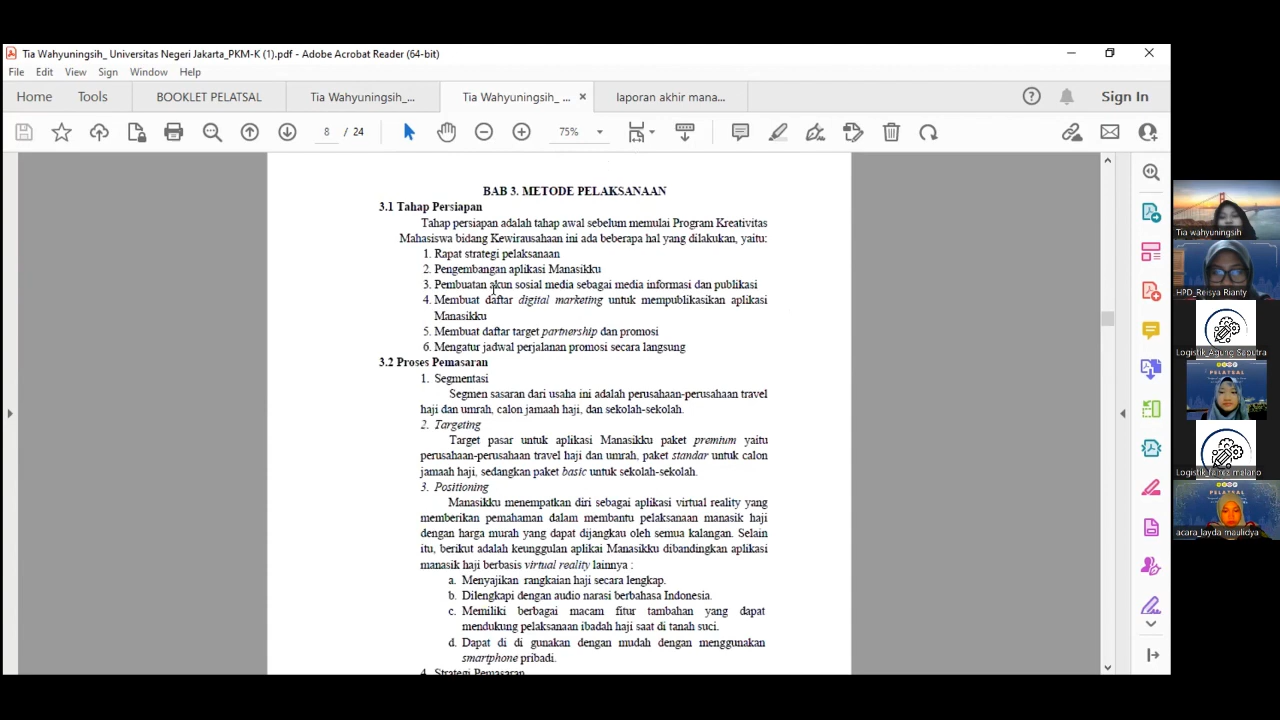 Tia Wahyuningsih_ Universitas Negeri Jakarta_PKM-K (1).pdf - Adobe Acrobat Reader (64-bit)
File Edit View Sign Window Help
Home Tools BOOKLET PELATSAL Tia Wahyuningsih_... Tia Wahyuningsih_ ... × laporan akhir mana... Sign In
8 / 24 75%
BAB 3. METODE PELAKSANAAN
3.1 Tahap Persiapan
Tahap persiapan adalah tahap awal sebelum memulai Program Kreativitas
Mahasiswa bidang Kewirausahaan ini ada beberapa hal yang dilakukan, yaitu:
1. Rapat strategi pelaksanaan
2. Pengembangan aplikasi Manasikku
3. Pembuatan akun sosial media sebagai media informasi dan publikasi
4. Membuat daftar digital marketing untuk mempublikasikan aplikasi
Manasikku
5. Membuat daftar target partnership dan promosi
6. Mengatur jadwal perjalanan promosi secara langsung
3.2 Proses Pemasaran
1. Segmentasi
Segmen sasaran dari usaha ini adalah perusahaan-perusahaan travel
haji dan umrah, calon jamaah haji, dan sekolah-sekolah.
2. Targeting
Target pasar untuk aplikasi Manasikku paket premium yaitu
perusahaan-perusahaan travel haji dan umrah, paket standar untuk calon
jamaah haji, sedangkan paket basic untuk sekolah-sekolah.
3. Positioning
Manasikku menempatkan diri sebagai aplikasi virtual reality yang
memberikan pemahaman dalam membantu pelaksanaan manasik haji
dengan harga murah yang dapat dijangkau oleh semua kalangan. Selain
itu, berikut adalah keunggulan aplikai Manasikku dibandingkan aplikasi
manasik haji berbasis virtual reality lainnya :
a. Menyajikan rangkaian haji secara lengkap.
b. Dilengkapi dengan audio narasi berbahasa Indonesia.
c. Memiliki berbagai macam fitur tambahan yang dapat
mendukung pelaksanaan ibadah haji saat di tanah suci.
d. Dapat di di gunakan dengan mudah dengan menggunakan
smartphone pribadi.
4. Strategi Pemasaran
Tia wahyuningsih
HPD_Reisya Rianty
Logistik_Agung Saputra
PELATSAL
Logistik_fairez melano
acara_layda maulidya